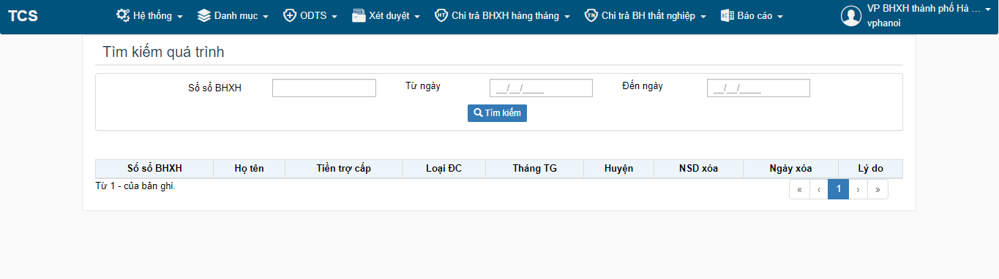 TCS Hệ thống Danh mục ODTS Xét duyệt HT Chi trả BHXH hàng tháng TN Chi trả BH thất nghiệp Báo cáo VP BHXH thành phố Hà ...
vphanoi
Tìm kiếm quá trình
Số sổ BHXH Từ ngày __/__/____ Đến ngày __/__/____
Tìm kiếm
Số sổ BHXH Họ tên Tiền trợ cấp Loại ĐC Tháng TG Huyện NSD xóa Ngày xóa Lý do
Từ 1 - của bản ghi. « ‹ 1 › »